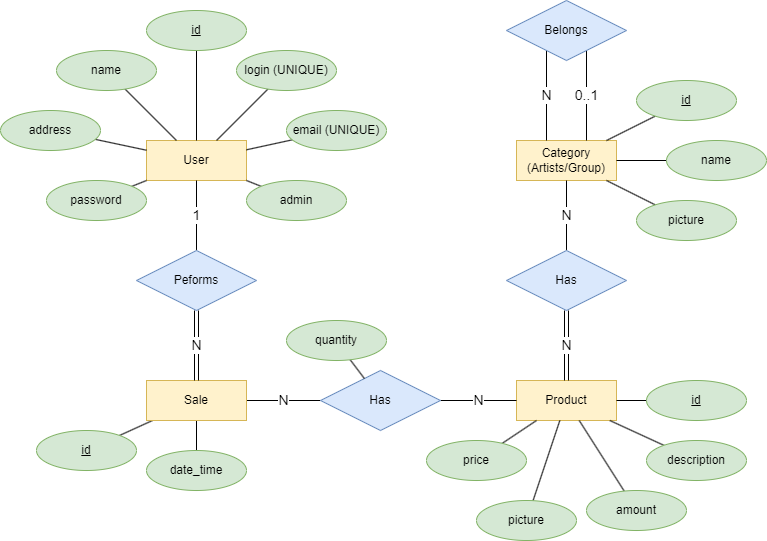 id
Belongs
name
login (UNIQUE)
N
0..1
id
address
email (UNIQUE)
User
Category
(Artists/Group)
name
password
admin
1
N
picture
Peforms
Has
N
quantity
N
Sale
N
Has
N
Product
id
id
date_time
price
description
picture
amount